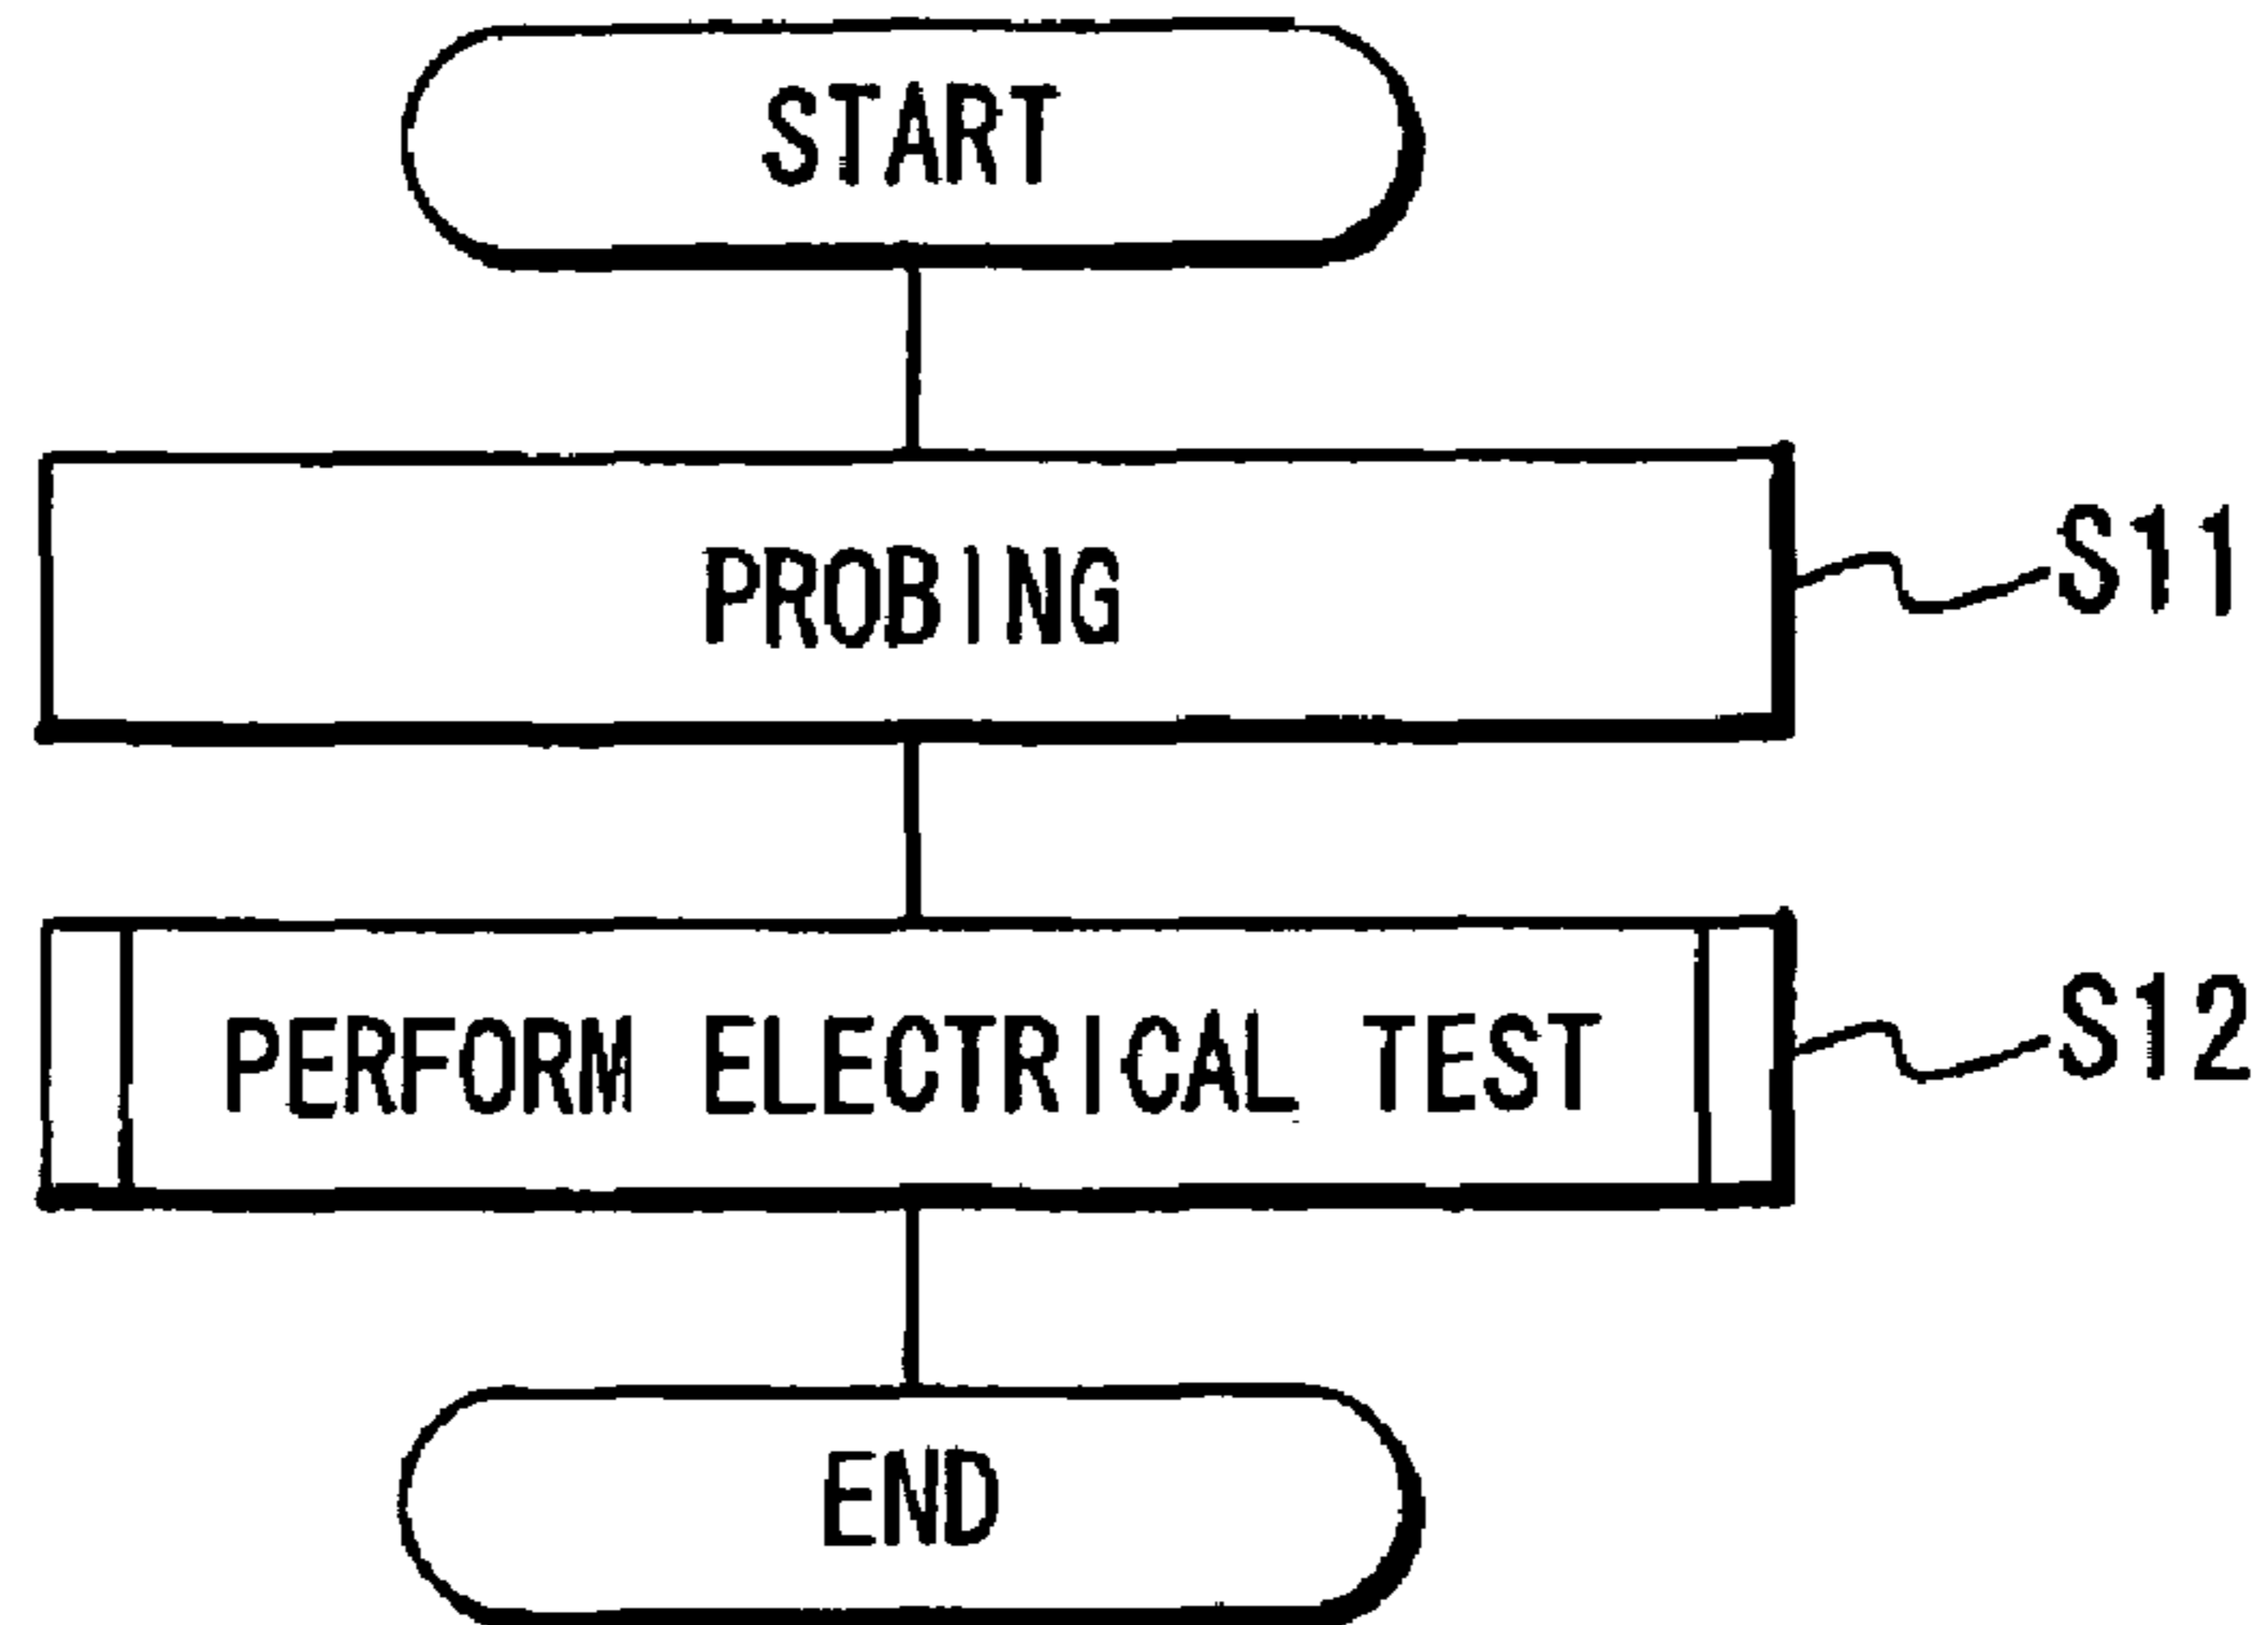 START
PROBING
S11
PERFORM ELECTRICAL TEST
S12
END